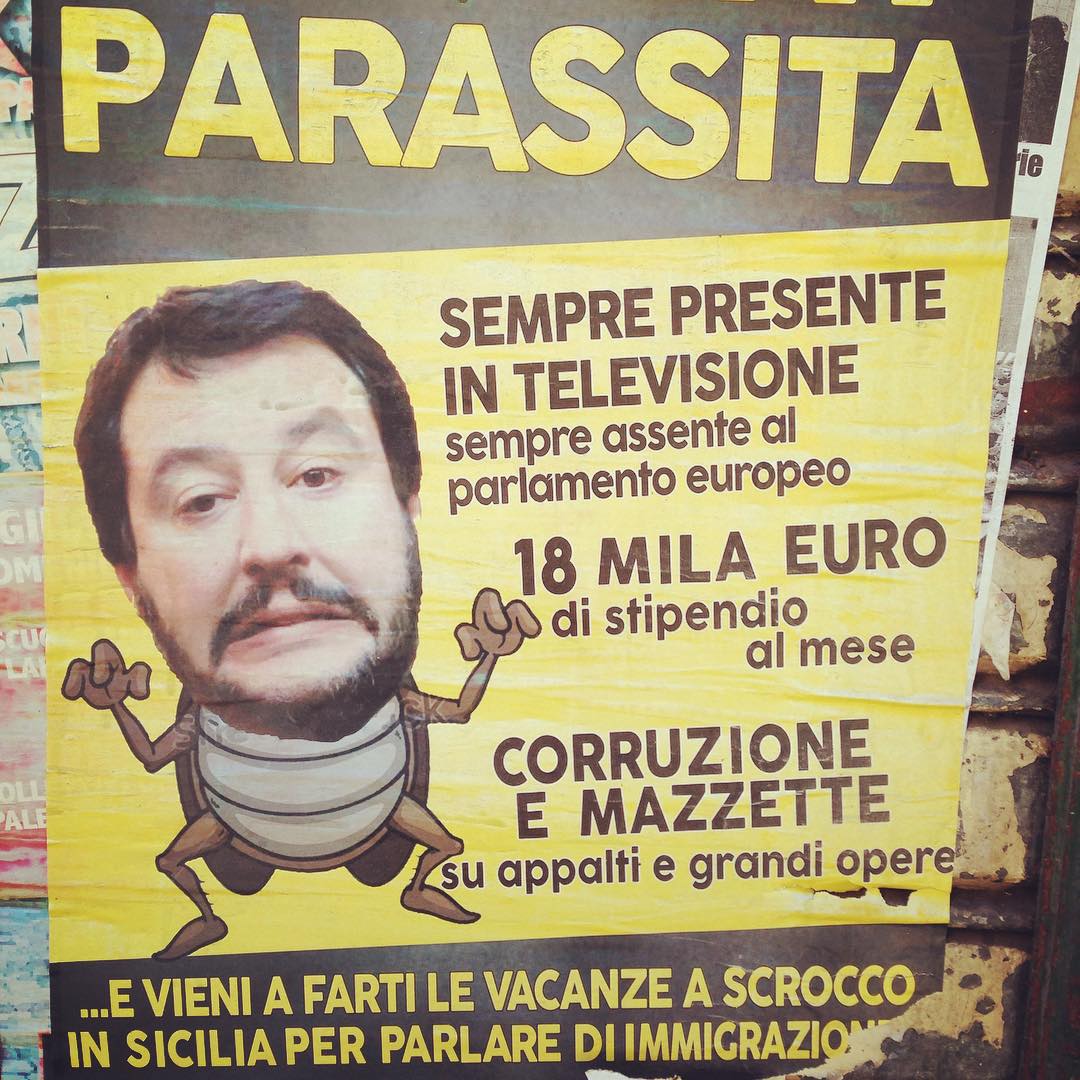 PARASSITA
SEMPRE PRESENTE
IN TELEVISIONE
sempre assente al
parlamento europeo
18 MILA EURO
di stipendio
al mese
CORRUZIONE
E MAZZETTE
su appalti e grandi opere
...E VIENI A FARTI LE VACANZE A SCROCCO
IN SICILIA PER PARLARE DI IMMIGRAZIONE
rie